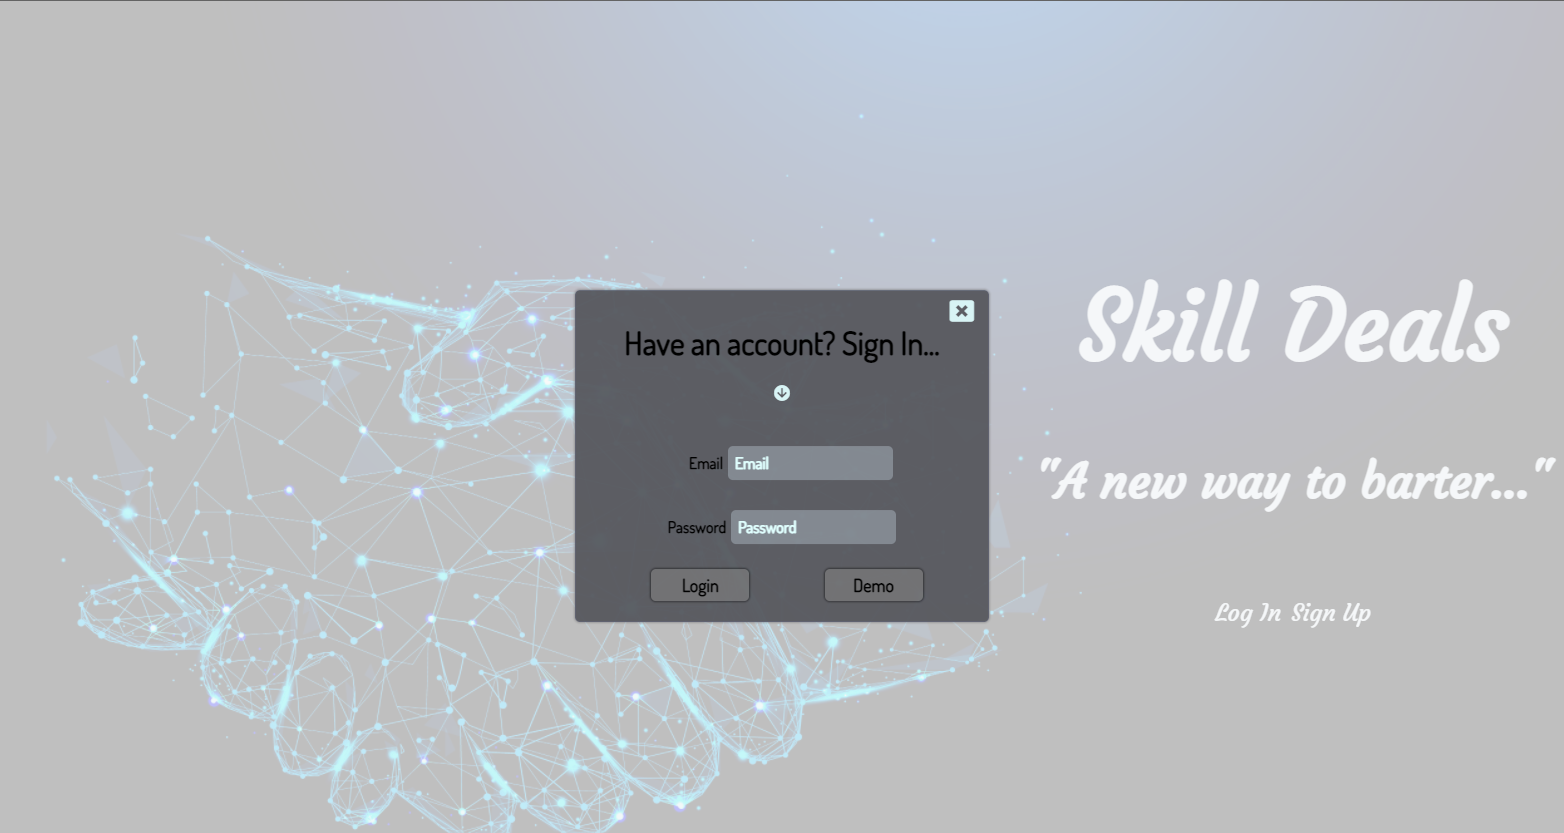 Have an account? Sign In...
Email Email
Password Password
Login Demo
Skill Deals
"A new way to barter..."
Log In Sign Up